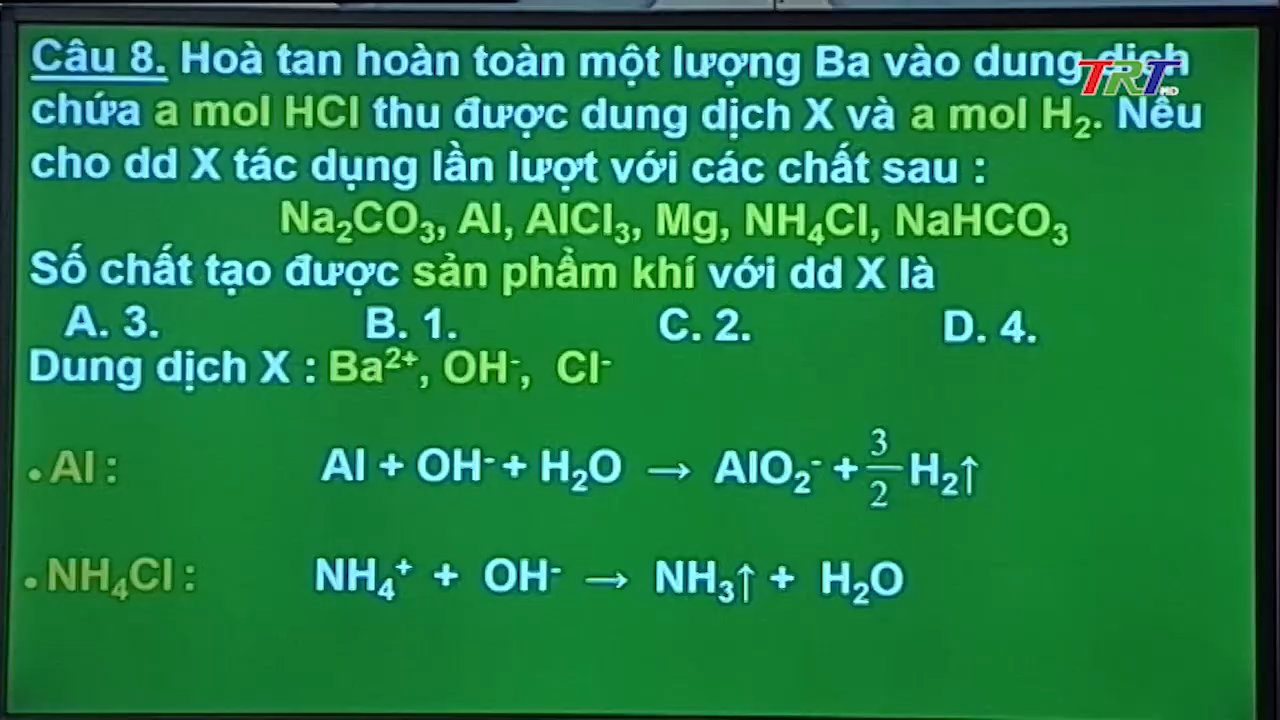 Câu 8. Hoà tan hoàn toàn một lượng Ba vào dung dịch
TRT
HD
chứa a mol HCl thu được dung dịch X và a mol H₂. Nếu
cho dd X tác dụng lần lượt với các chất sau :
Na₂CO₃, Al, AlCl₃, Mg, NH₄Cl, NaHCO₃
Số chất tạo được sản phẩm khí với dd X là
A. 3. B. 1. C. 2. D. 4.
Dung dịch X : Ba²⁺, OH⁻, Cl⁻
• Al : Al + OH⁻ + H₂O → AlO₂⁻ + 3/2 H₂↑
• NH₄Cl : NH₄⁺ + OH⁻ → NH₃↑ + H₂O